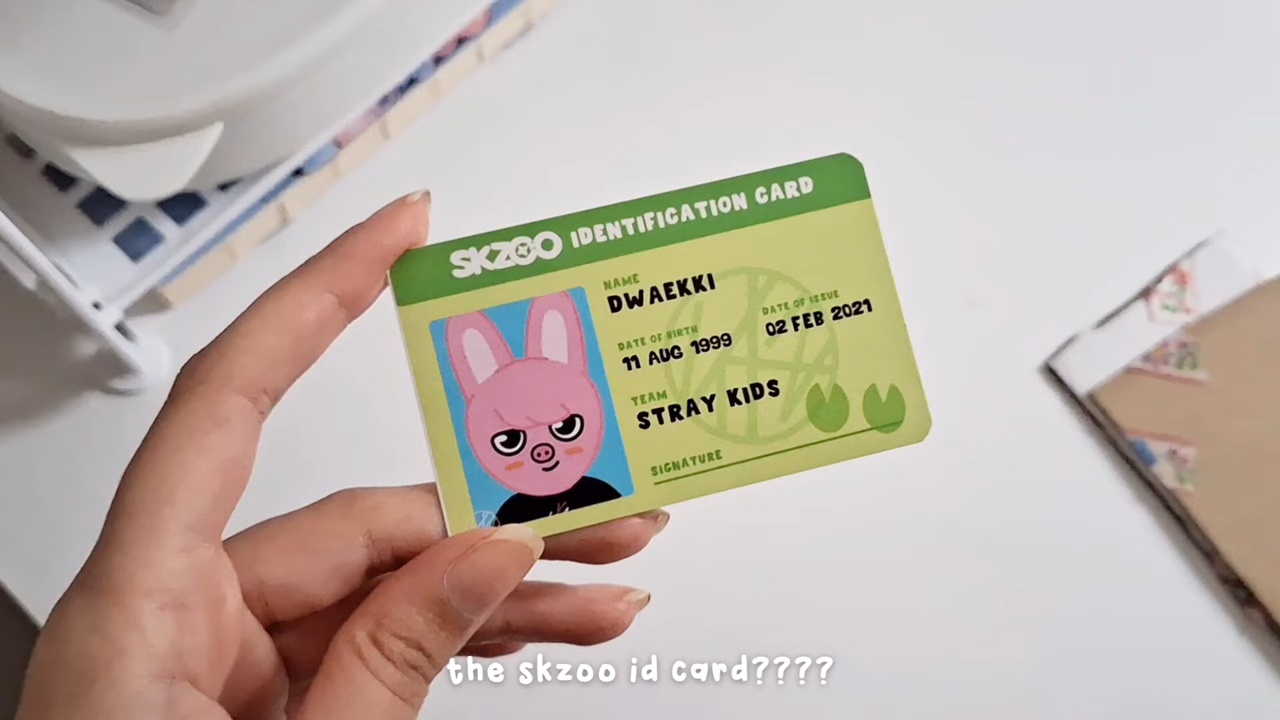 SKZOO IDENTIFICATION CARD
NAME
DWAEKKI
DATE OF BIRTH
11 AUG 1999
DATE OF ISSUE
02 FEB 2021
TEAM
STRAY KIDS
SIGNATURE
the skzoo id card????